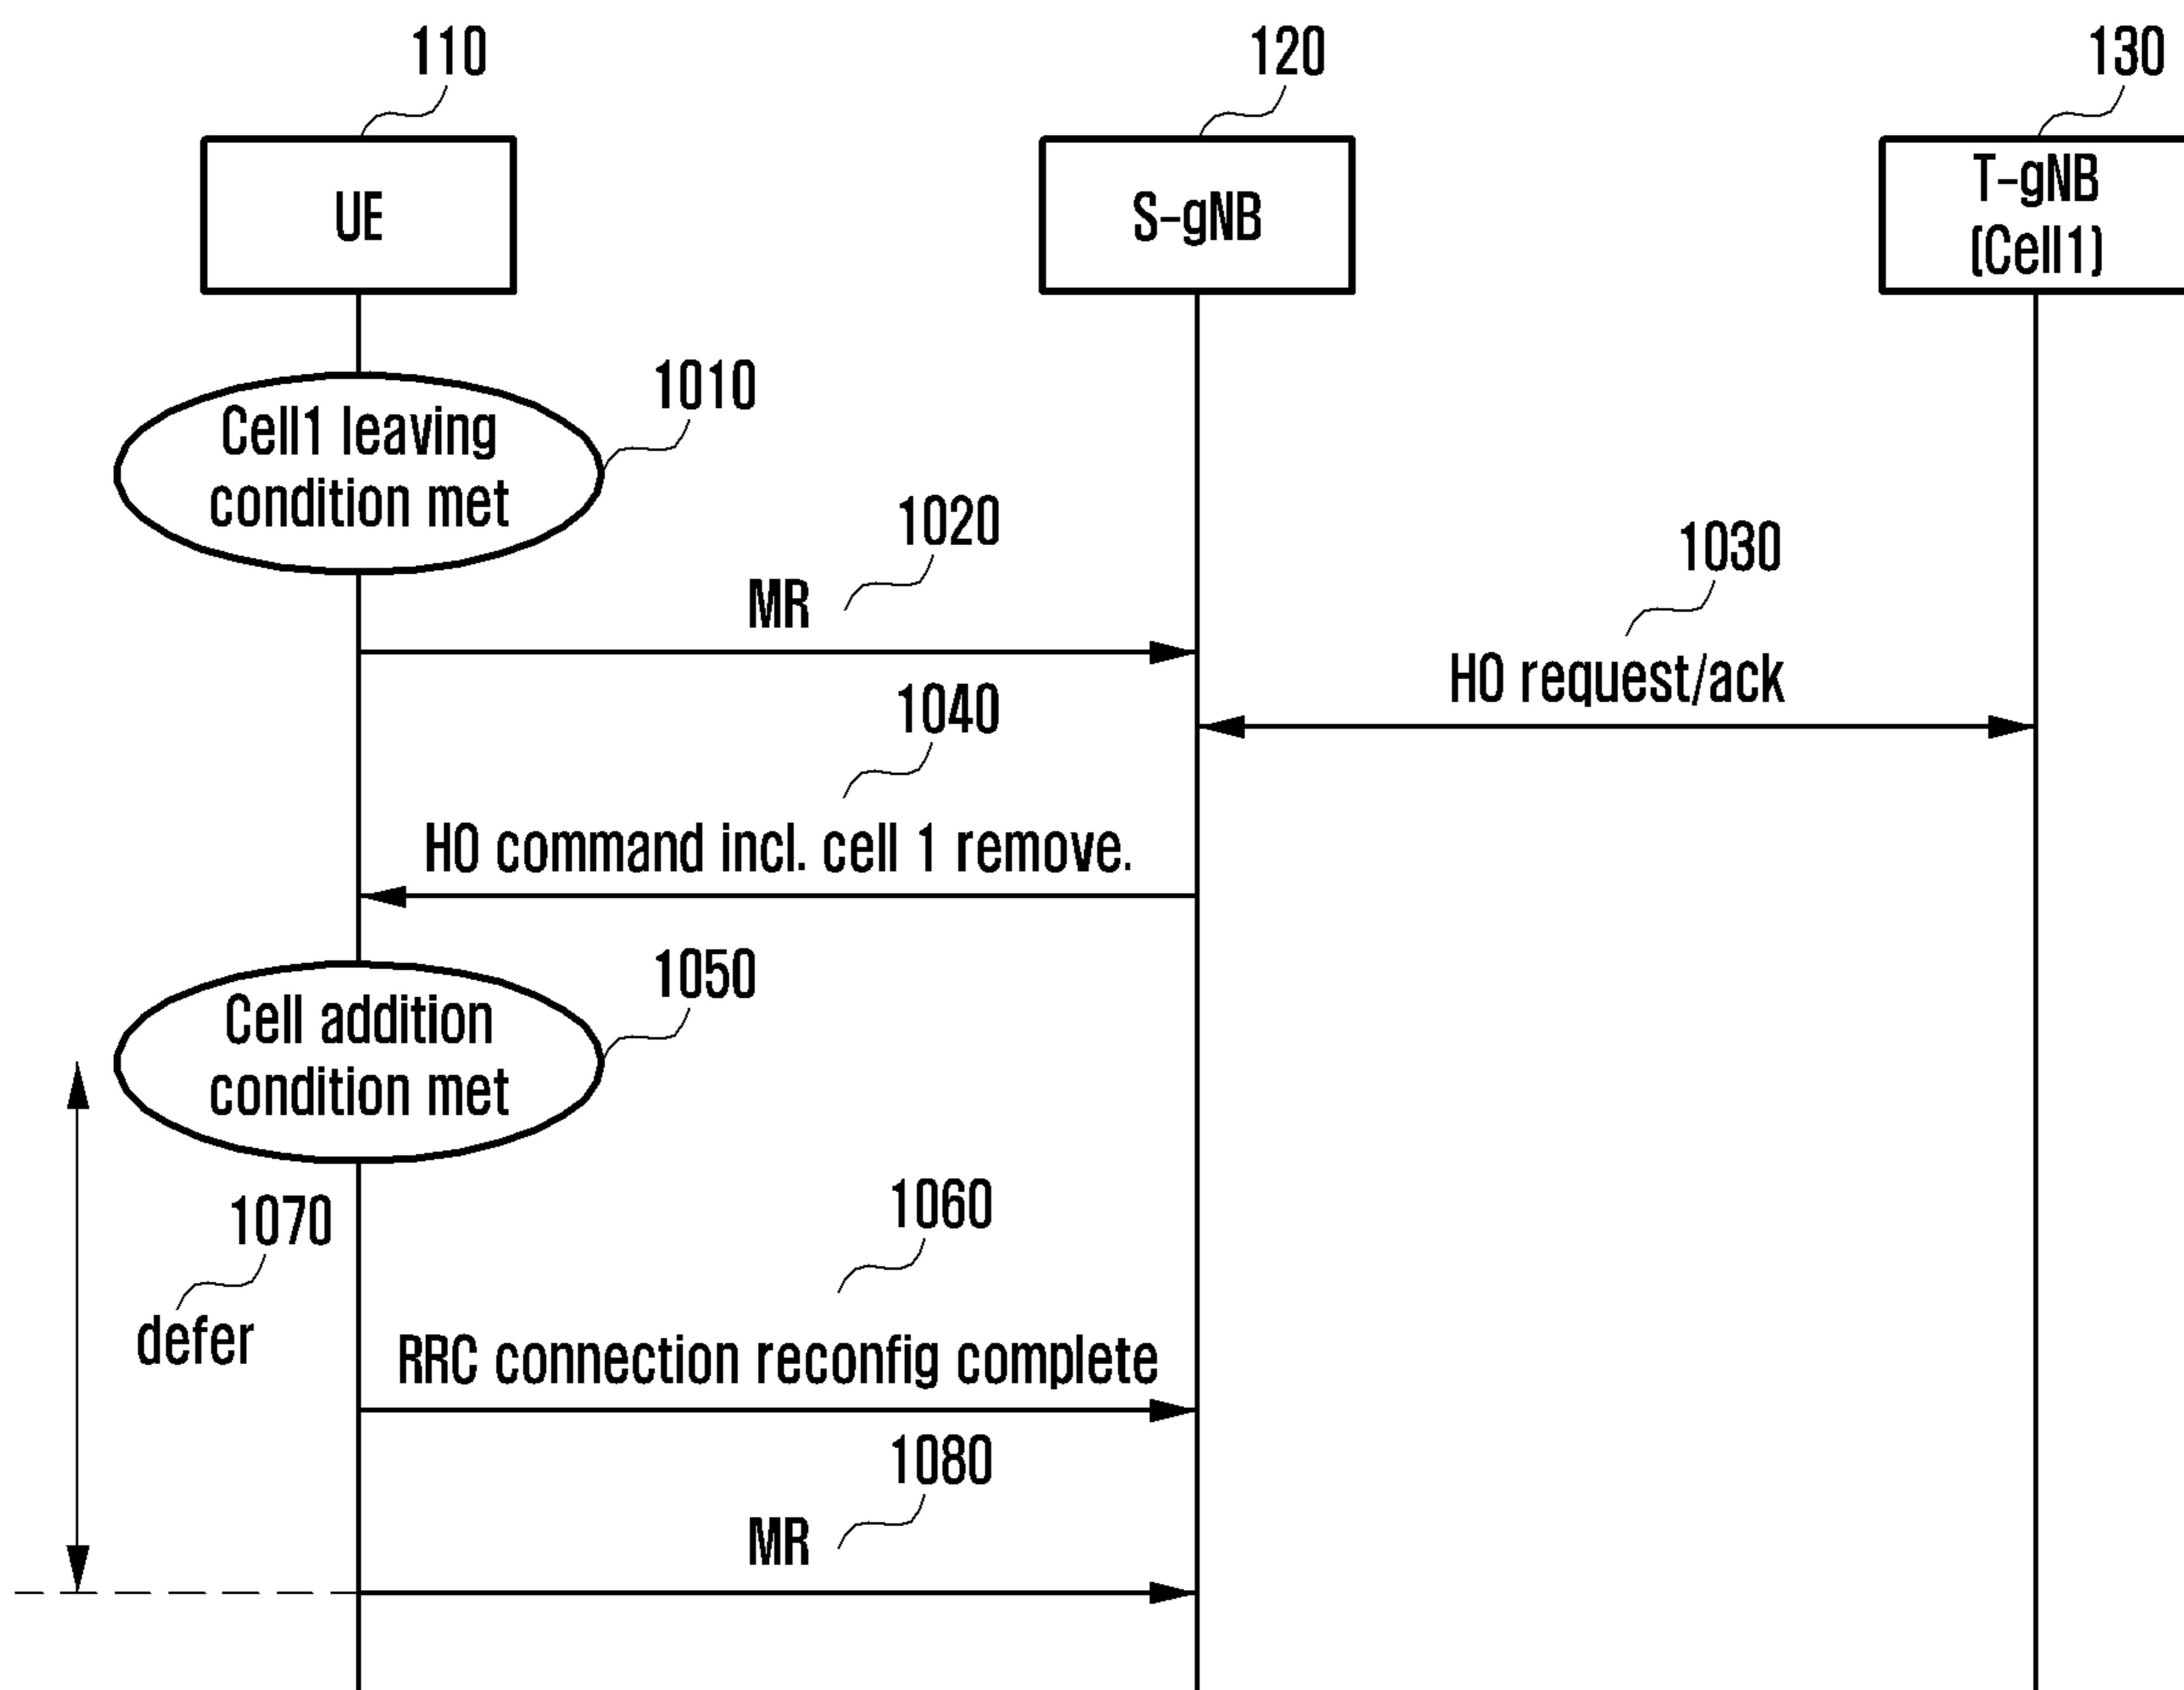 110
120
130
UE
S-gNB
T-gNB
(Cell1)
1010
Cell1 leaving
condition met
1020
MR
1030
HO request/ack
1040
HO command incl. cell 1 remove.
1050
Cell addition
condition met
1060
1070
defer
RRC connection reconfig complete
1080
MR